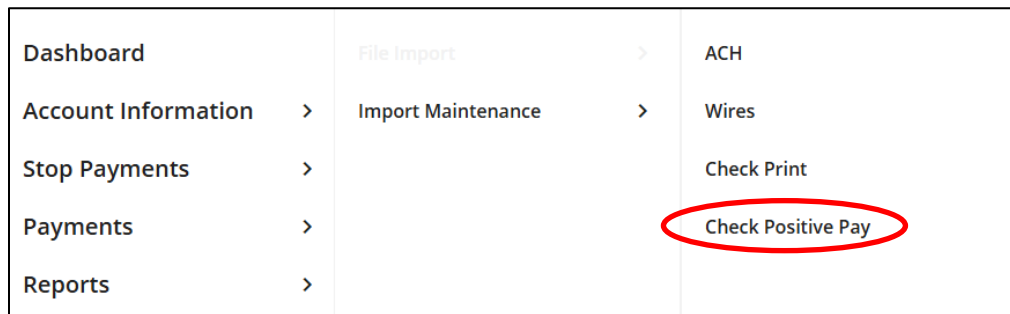 Dashboard
Account Information
Stop Payments
Payments
Reports
File Import
Import Maintenance
ACH
Wires
Check Print
Check Positive Pay